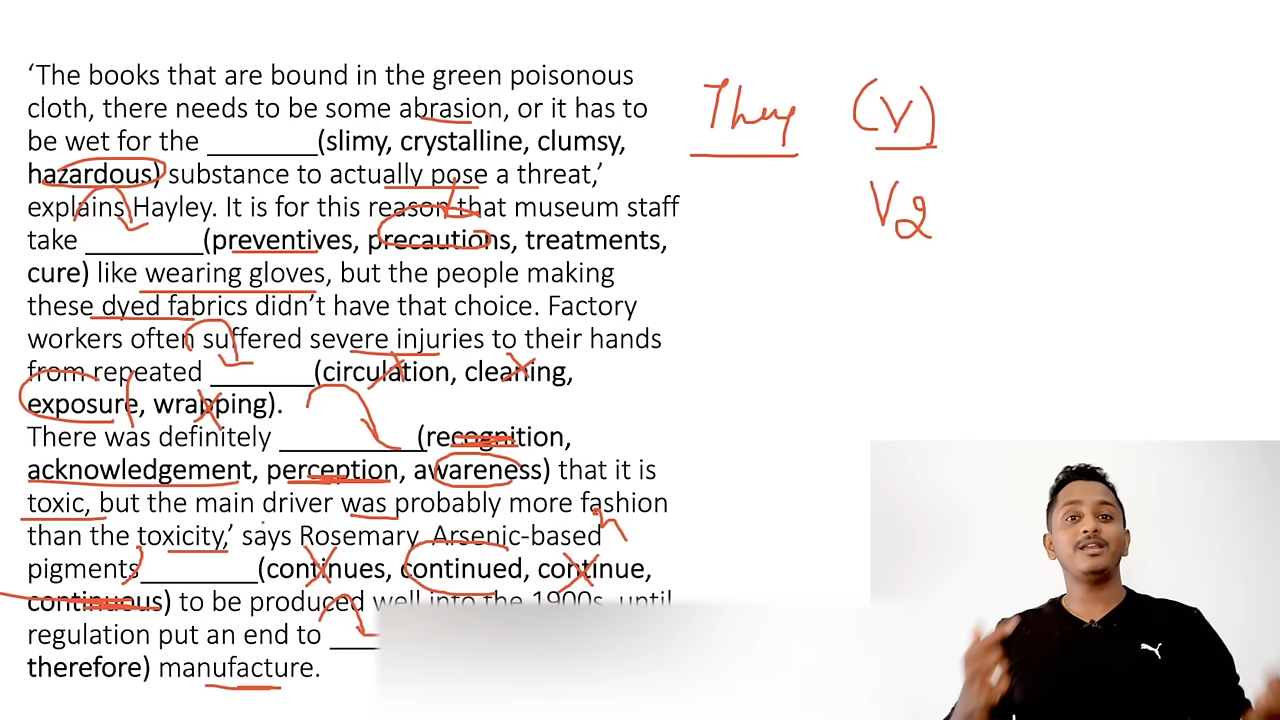 ‘The books that are bound in the green poisonous
cloth, there needs to be some abrasion, or it has to
be wet for the ________(slimy, crystalline, clumsy,
hazardous) substance to actually pose a threat,’
explains Hayley. It is for this reason that museum staff
take _________(preventives, precautions, treatments,
cure) like wearing gloves, but the people making
these dyed fabrics didn’t have that choice. Factory
workers often suffered severe injuries to their hands
from repeated ________(circulation, cleaning,
exposure, wrapping).
There was definitely ___________(recognition,
acknowledgement, perception, awareness) that it is
toxic, but the main driver was probably more fashion
than the toxicity,’ says Rosemary. Arsenic-based
pigments_________(continues, continued, continue,
continuous) to be produced well into the 1900s, until
regulation put an end to ____
therefore) manufacture.
They (V)
V2